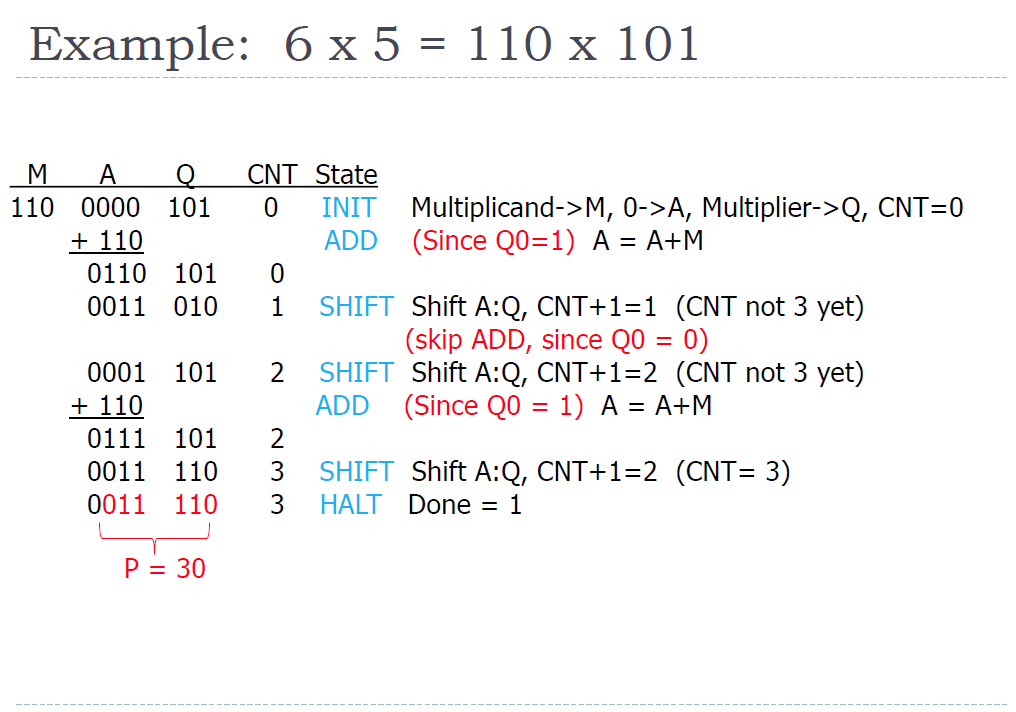 Example: 6 x 5 = 110 x 101
M A Q CNT State
110 0000 101 0 INIT Multiplicand->M, 0->A, Multiplier->Q, CNT=0
+ 110 ADD (Since Q0=1) A = A+M
0110 101 0
0011 010 1 SHIFT Shift A:Q, CNT+1=1 (CNT not 3 yet)
(skip ADD, since Q0 = 0)
0001 101 2 SHIFT Shift A:Q, CNT+1=2 (CNT not 3 yet)
+ 110 ADD (Since Q0 = 1) A = A+M
0111 101 2
0011 110 3 SHIFT Shift A:Q, CNT+1=2 (CNT= 3)
0011 110 3 HALT Done = 1
P = 30